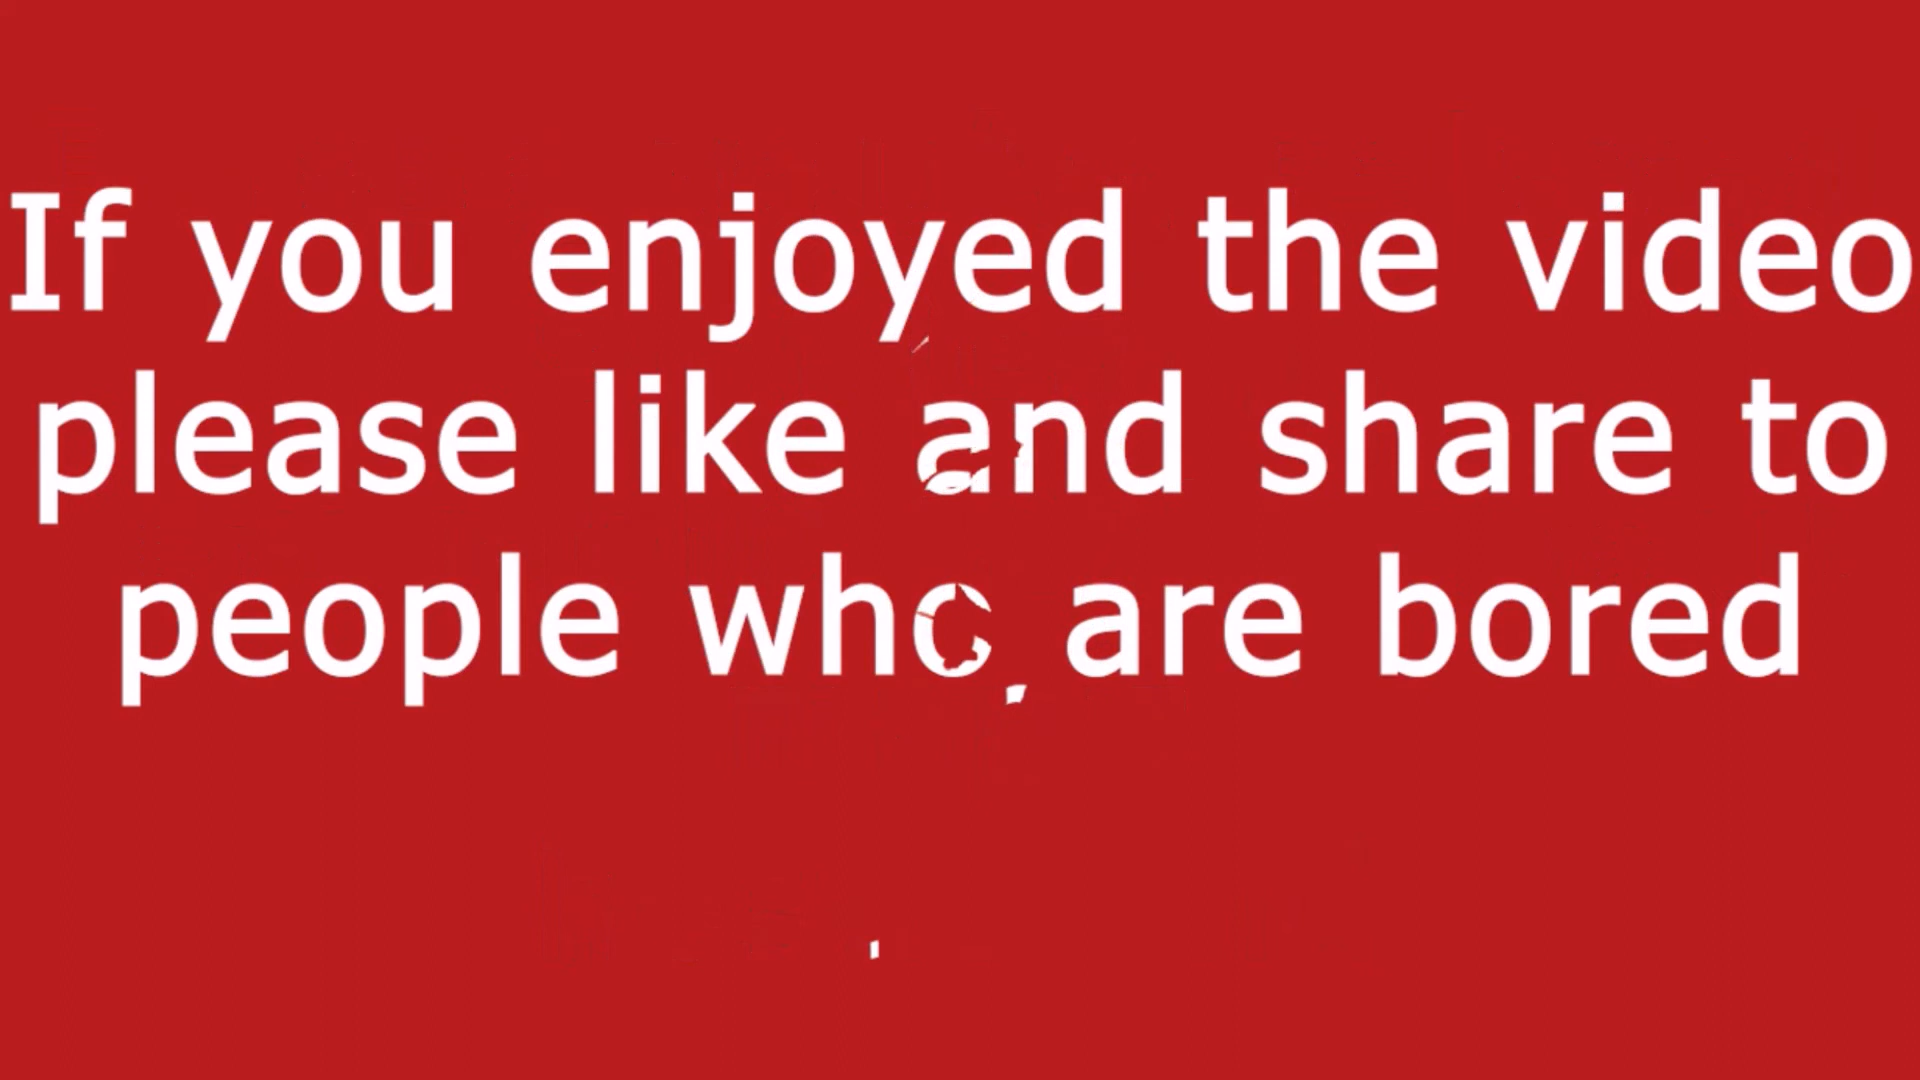 If you enjoyed the video
please like and share to
people who are bored